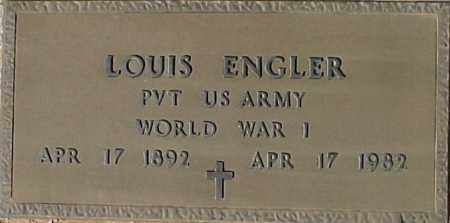 LOUIS ENGLER
PVT US ARMY
WORLD WAR I
APR 17 1892 APR 17 1982